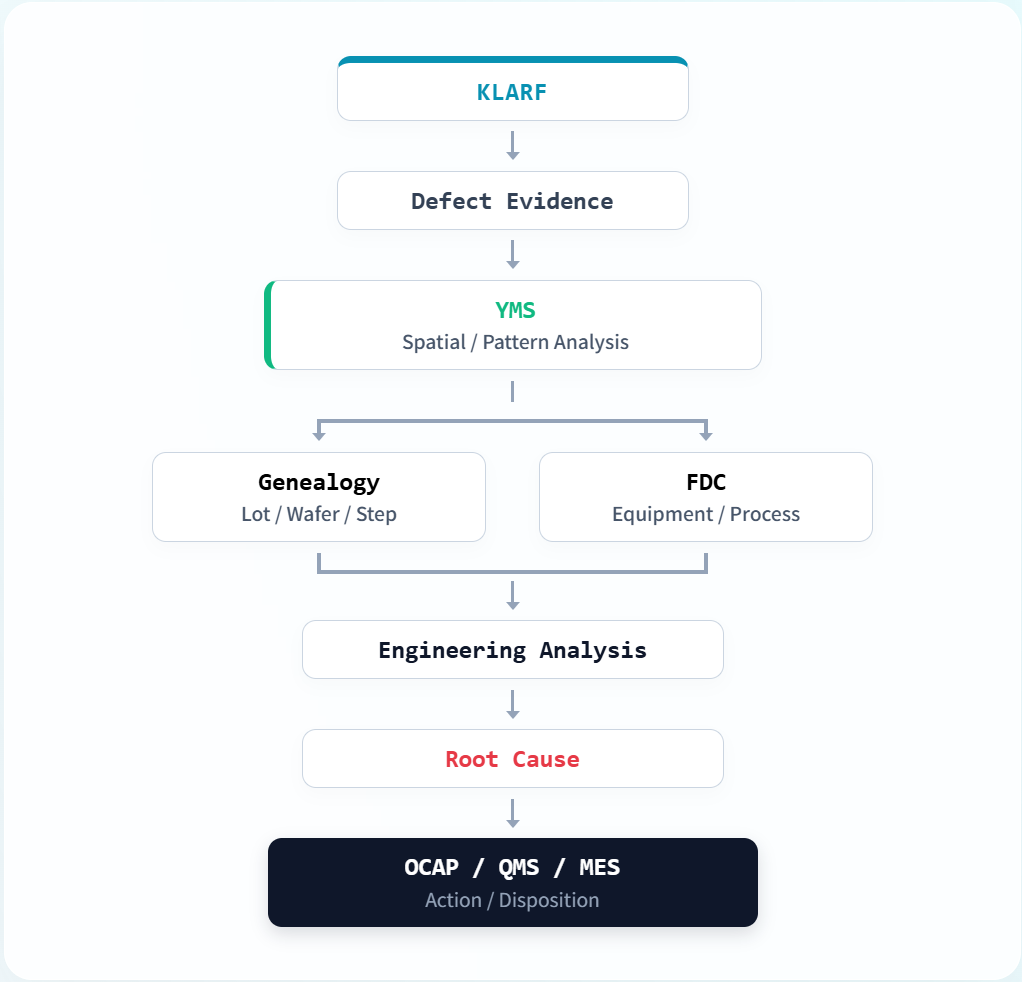 KLARF
Defect Evidence
YMS
Spatial / Pattern Analysis
Genealogy
Lot / Wafer / Step
FDC
Equipment / Process
Engineering Analysis
Root Cause
OCAP / QMS / MES
Action / Disposition